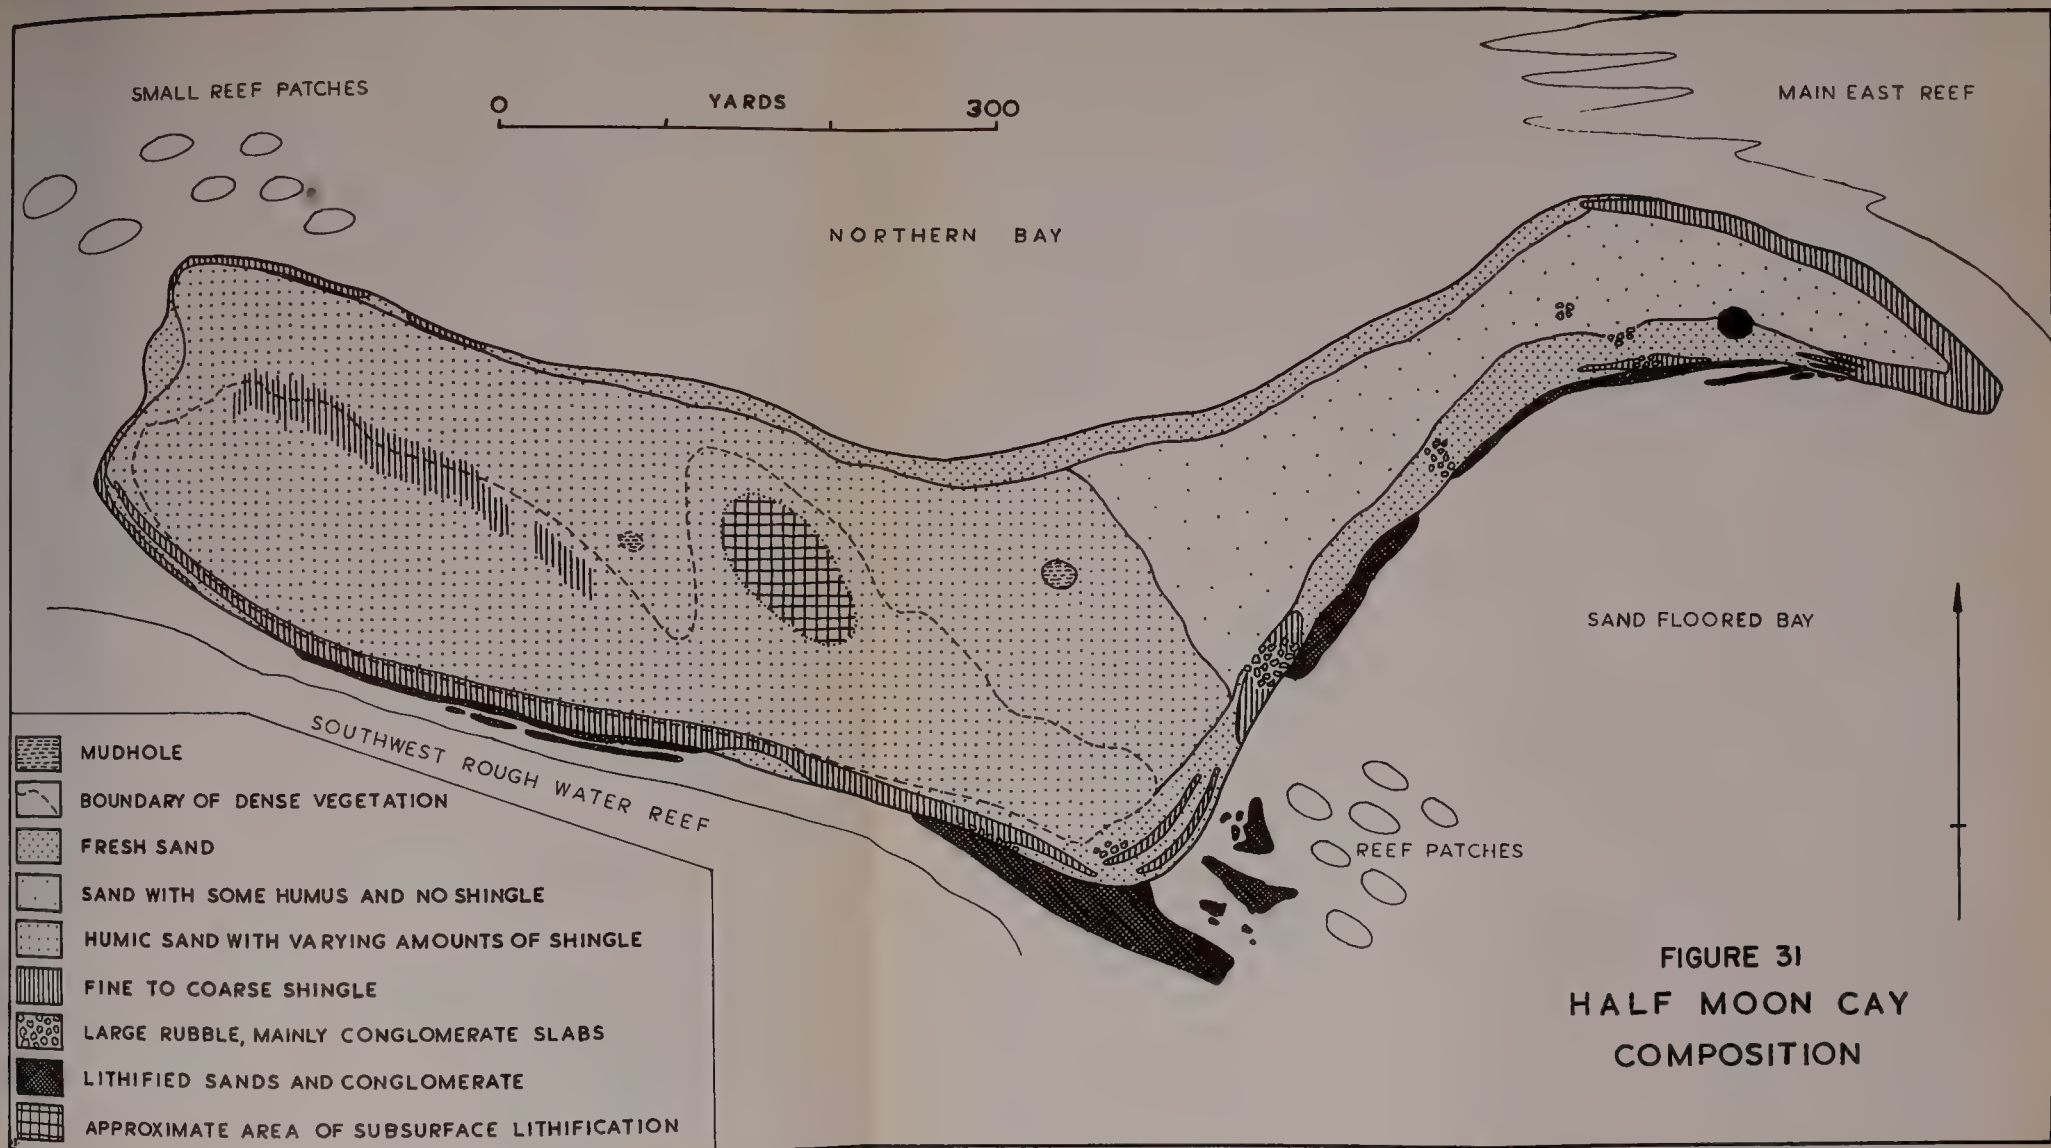 SMALL REEF PATCHES
0 YARDS 300
MAIN EAST REEF
NORTHERN BAY
SAND FLOORED BAY
SOUTHWEST ROUGH WATER REEF
REEF PATCHES
MUDHOLE
BOUNDARY OF DENSE VEGETATION
FRESH SAND
SAND WITH SOME HUMUS AND NO SHINGLE
HUMIC SAND WITH VARYING AMOUNTS OF SHINGLE
FINE TO COARSE SHINGLE
LARGE RUBBLE, MAINLY CONGLOMERATE SLABS
LITHIFIED SANDS AND CONGLOMERATE
APPROXIMATE AREA OF SUBSURFACE LITHIFICATION
FIGURE 31
HALF MOON CAY
COMPOSITION